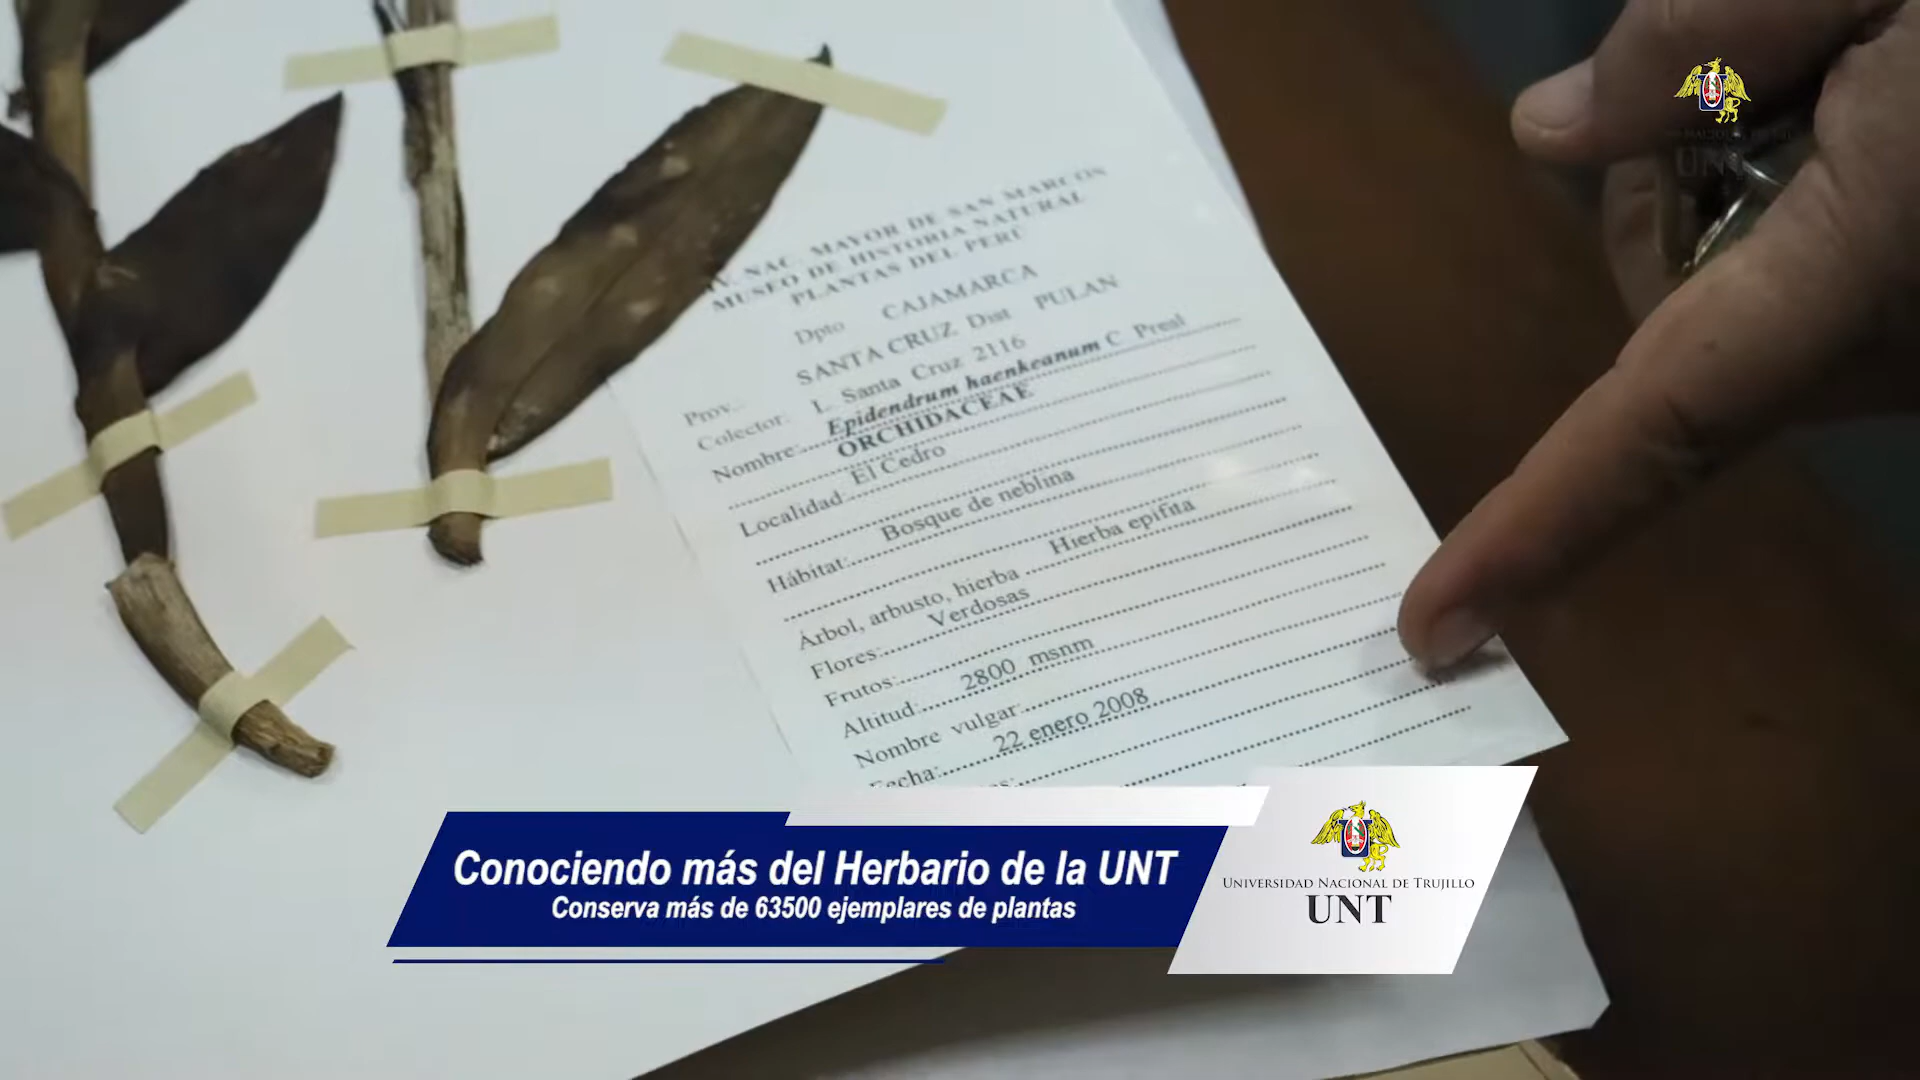 V. NAC. MAYOR DE SAN MARCOS
MUSEO DE HISTORIA NATURAL
PLANTAS DEL PERÚ
Dpto CAJAMARCA
Prov.. SANTA CRUZ Dist PULAN
Colector: L. Santa Cruz 2116
Nombre: Epidendrum haenkeanum C Presl
ORCHIDACEAE
Localidad: El Cedro
Hábitat: Bosque de neblina
Árbol, arbusto, hierba Hierba epífita
Flores: Verdosas
Frutos:
Altitud: 2800 msnm
Nombre vulgar:
Fecha: 22 enero 2008
UNT
Conociendo más del Herbario de la UNT
Conserva más de 63500 ejemplares de plantas
UNIVERSIDAD NACIONAL DE TRUJILLO
UNT